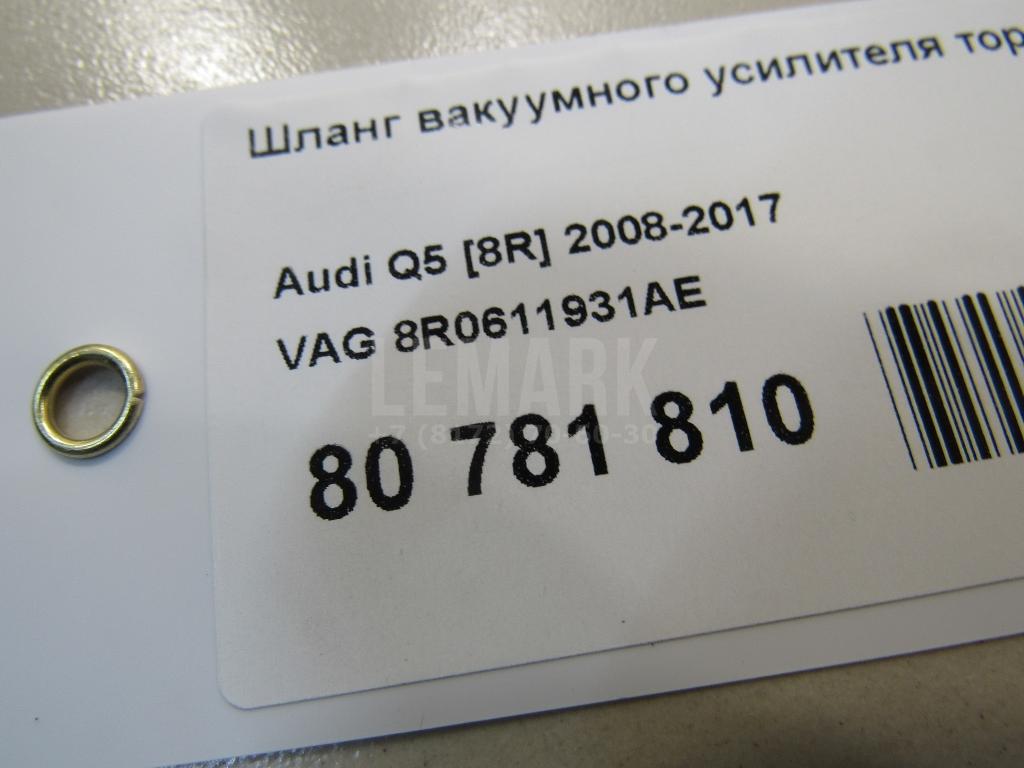 Шланг вакуумного усилителя тор
Audi Q5 [8R] 2008-2017
VAG 8R0611931AE
LEMARK
80 781 810